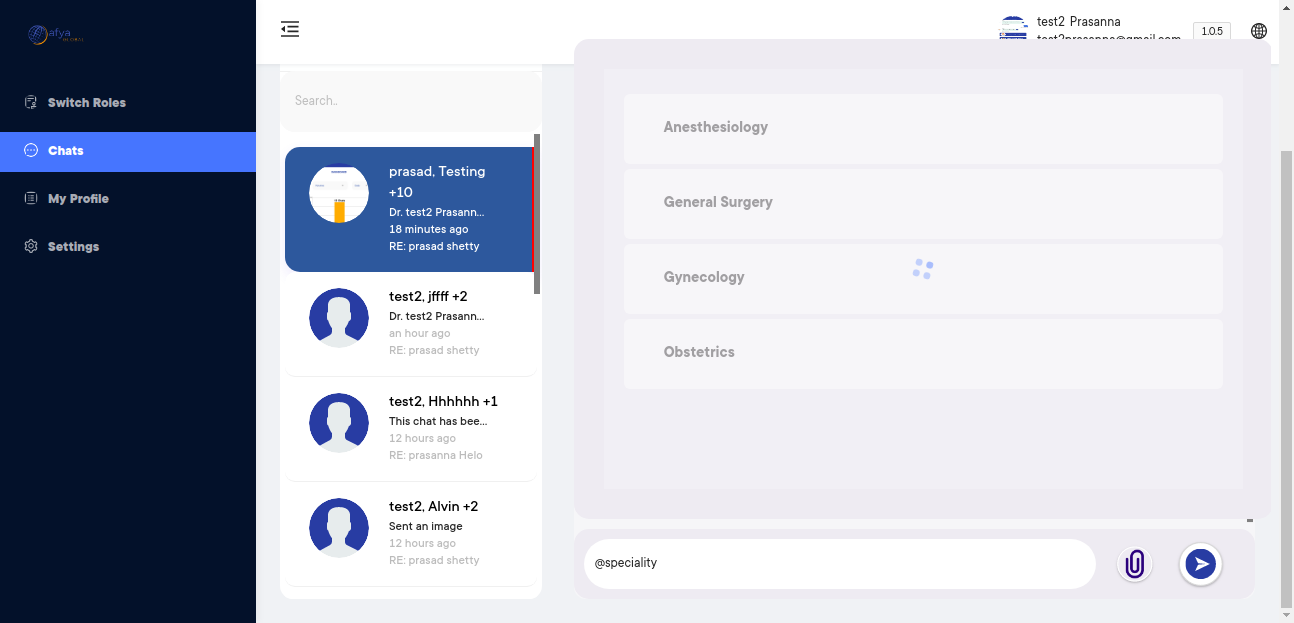 afya
Switch Roles
Chats
My Profile
Settings
test2 Prasanna
test2prasanna@gmail.com
1.0.5
Search..
prasad, Testing
+10
Dr. test2 Prasann...
18 minutes ago
RE: prasad shetty
test2, jffff +2
Dr. test2 Prasann...
an hour ago
RE: prasad shetty
test2, Hhhhhh +1
This chat has bee...
12 hours ago
RE: prasanna Helo
test2, Alvin +2
Sent an image
12 hours ago
RE: prasad shetty
Anesthesiology
General Surgery
Gynecology
Obstetrics
@speciality